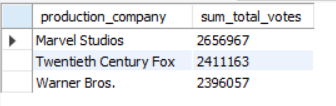 production_company sum_total_votes
Marvel Studios 2656967
Twentieth Century Fox 2411163
Warner Bros. 2396057